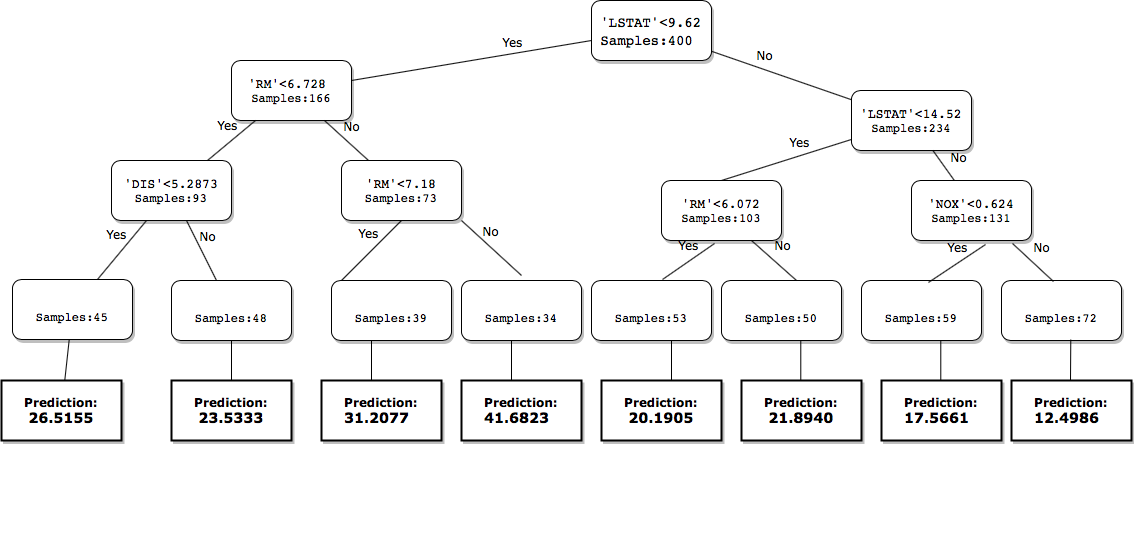 'LSTAT'<9.62
Samples:400
Yes
No
'RM'<6.728
Samples:166
'LSTAT'<14.52
Samples:234
Yes
No
Yes
No
'DIS'<5.2873
Samples:93
'RM'<7.18
Samples:73
'RM'<6.072
Samples:103
'NOX'<0.624
Samples:131
Yes
No
Yes
No
Yes
No
Yes
No
Samples:45
Samples:48
Samples:39
Samples:34
Samples:53
Samples:50
Samples:59
Samples:72
Prediction:
26.5155
Prediction:
23.5333
Prediction:
31.2077
Prediction:
41.6823
Prediction:
20.1905
Prediction:
21.8940
Prediction:
17.5661
Prediction:
12.4986